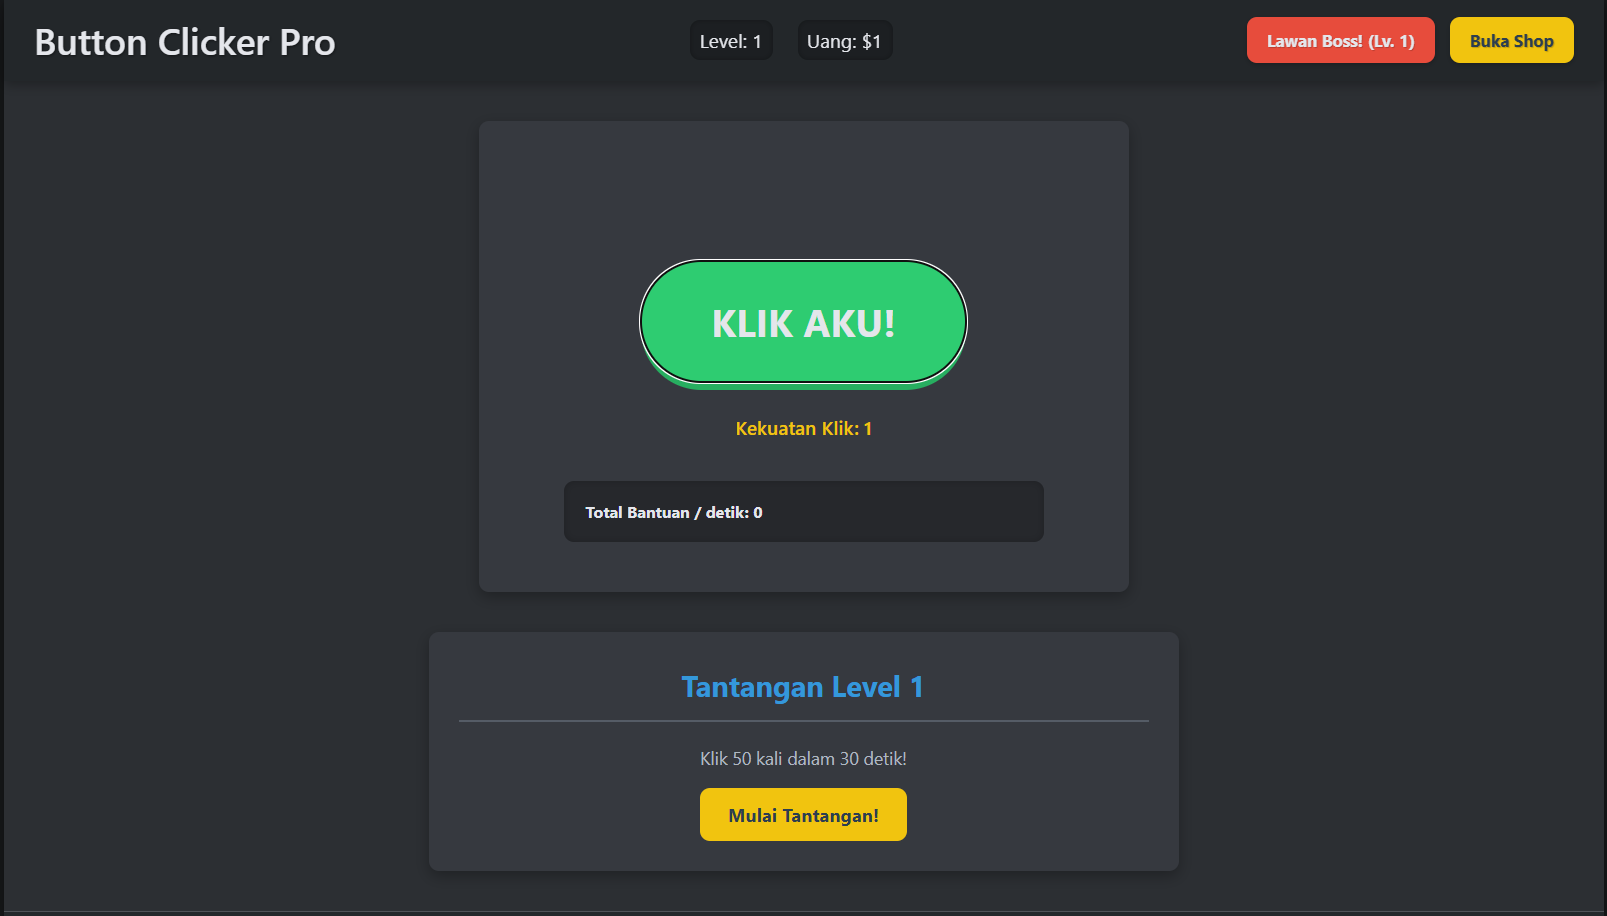 Button Clicker Pro
Level: 1
Uang: $1
Lawan Boss! (Lv. 1)
Buka Shop
KLIK AKU!
Kekuatan Klik: 1
Total Bantuan / detik: 0
Tantangan Level 1
Klik 50 kali dalam 30 detik!
Mulai Tantangan!